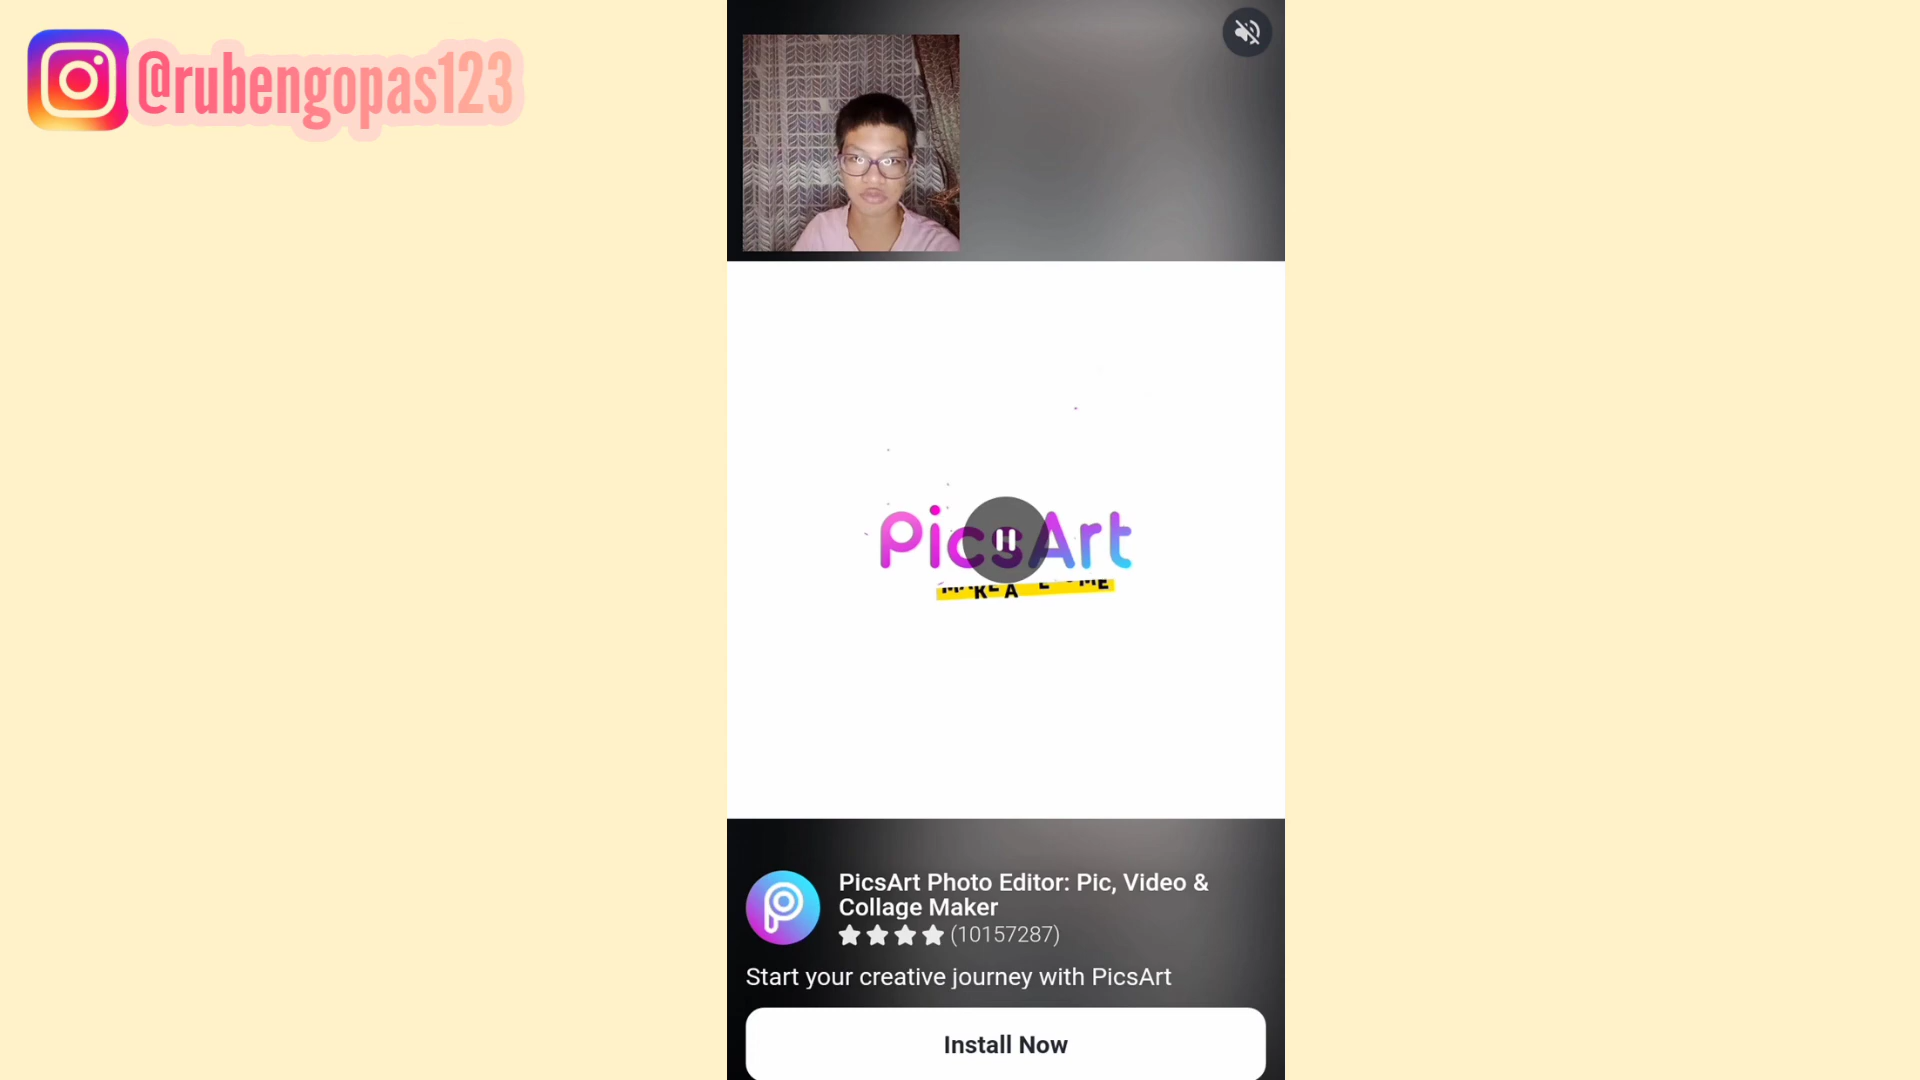 @rubengopas123
PicsArt
PicsArt Photo Editor: Pic, Video &
Collage Maker
(10157287)
Start your creative journey with PicsArt
Install Now